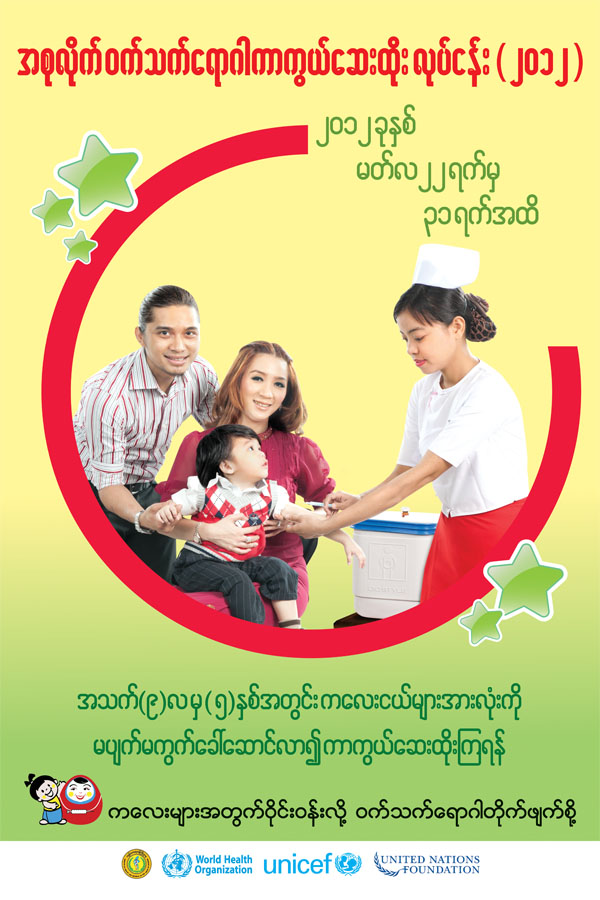 အစုလိုက် ဝက်သက်ရောဂါကာကွယ်ဆေးထိုး လုပ်ငန်း (၂၀၁၂)
၂၀၁၂ခုနှစ်
မတ်လ၂၂ရက်မှ
၃၁ရက်အထိ
အသက်(၉)လမှ(၅)နှစ်အတွင်းကလေးငယ်များအားလုံးကို
မပျက်မကွက်ခေါ်ဆောင်လာ၍ကာကွယ်ဆေးထိုးကြရန်
ကလေးများအတွက်ဝိုင်းဝန်းလို့ ဝက်သက်ရောဂါတိုက်ဖျက်စို့
World Health
Organization
unicef
UNITED NATIONS
FOUNDATION